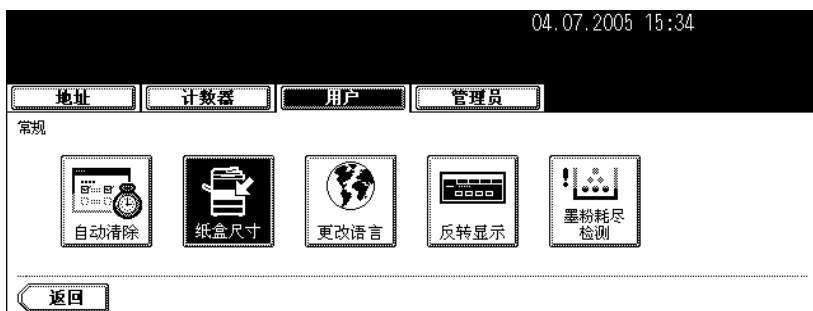 04.07.2005 15:34
地址 计数器 用户 管理员
常规
自动清除 纸盒尺寸 更改语言 反转显示 墨粉耗尽
检测
返回